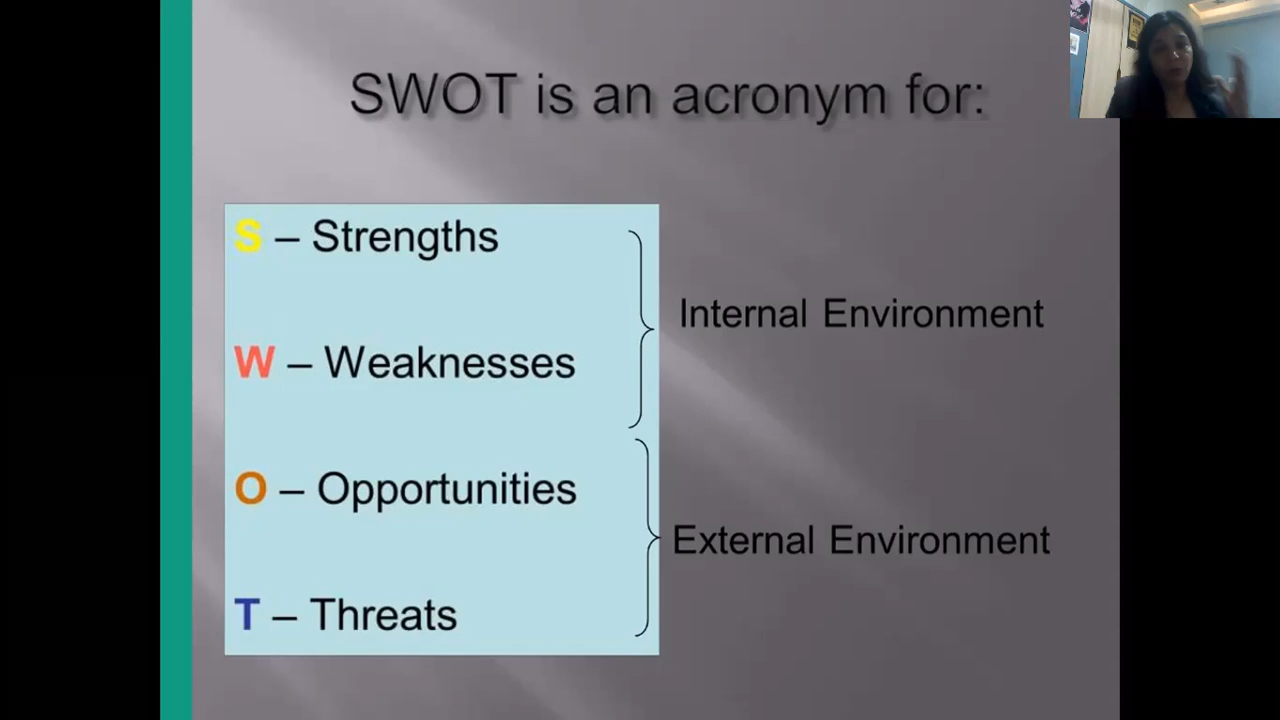 SWOT is an acronym for:
S – Strengths
W – Weaknesses
Internal Environment
O – Opportunities
External Environment
T – Threats